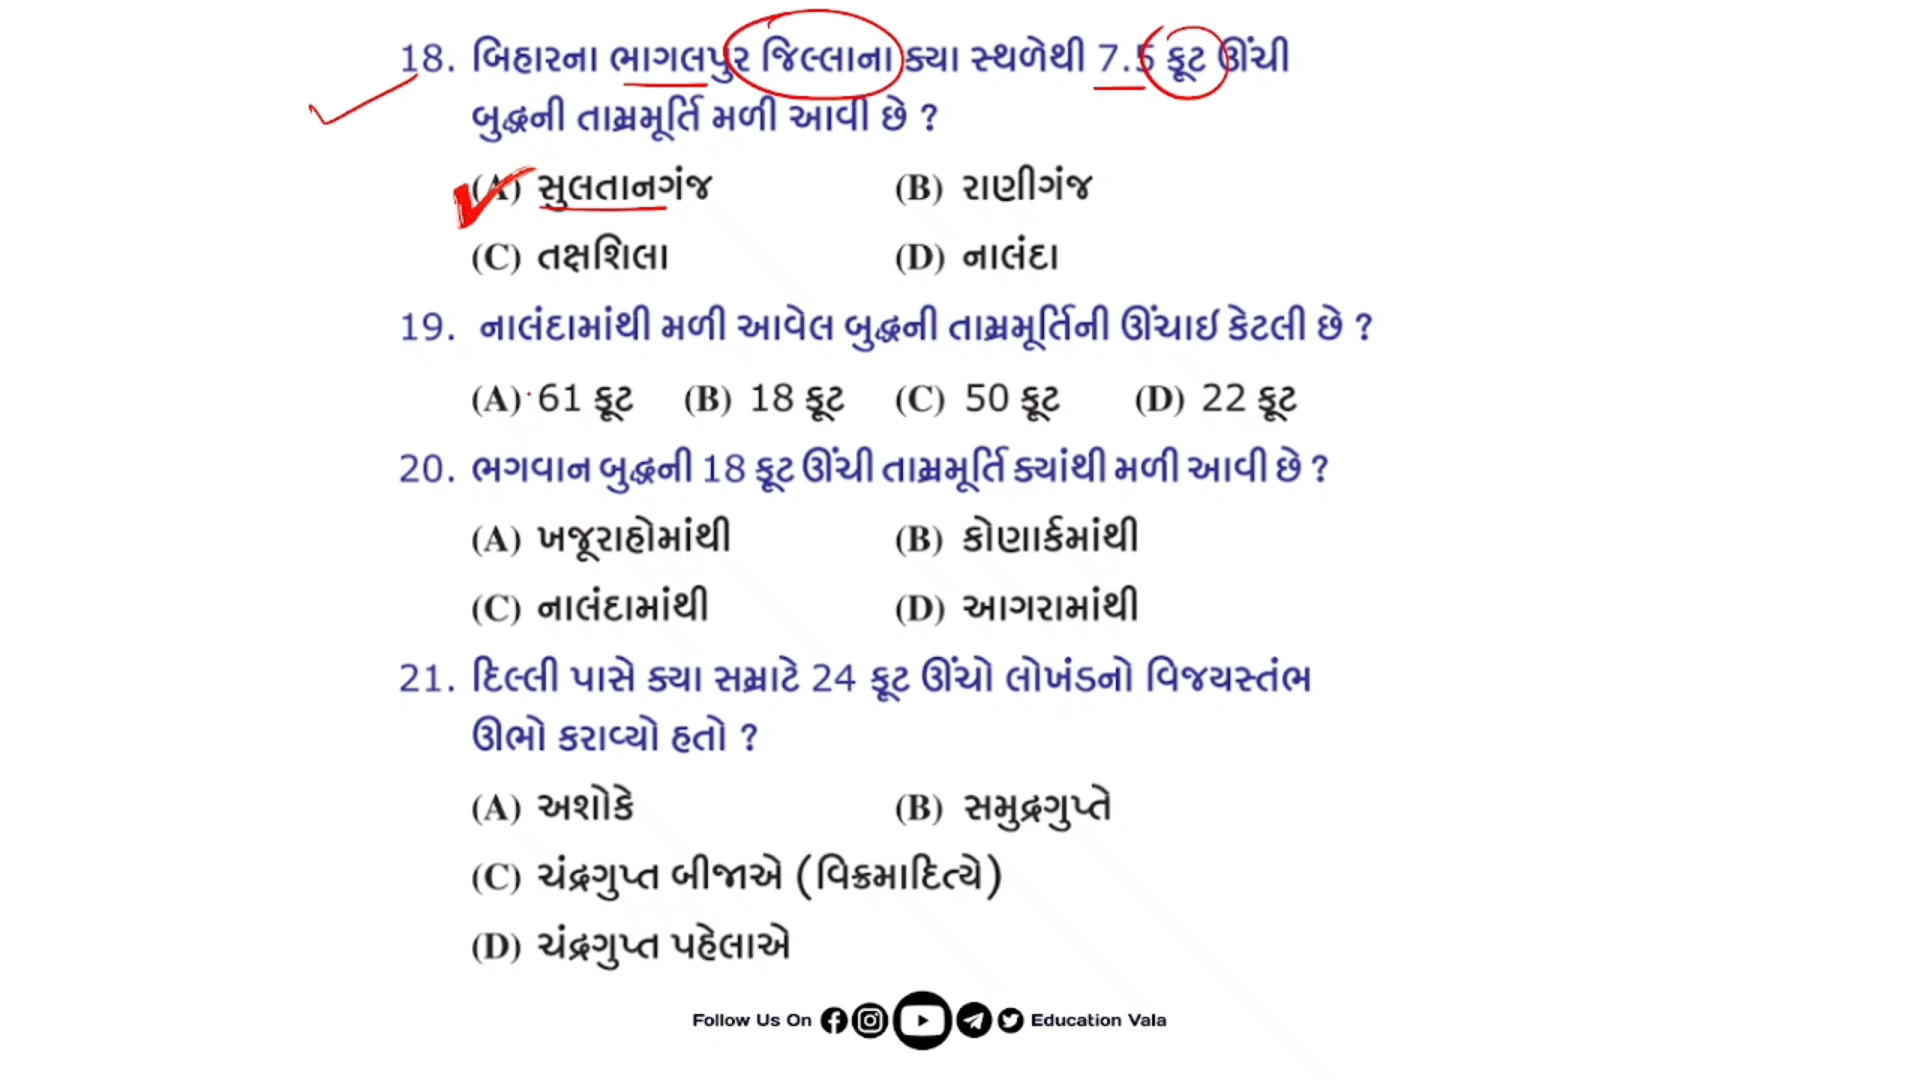 18. બિહારના ભાગલપુર જિલ્લાના ક્યા સ્થળેથી 7.5 ફૂટ ઊંચી
બુદ્ધની તામ્રમૂર્તિ મળી આવી છે ?
(A) સુલતાનગંજ (B) રાણીગંજ
(C) તક્ષશિલા (D) નાલંદા
19. નાલંદામાંથી મળી આવેલ બુદ્ધની તામ્રમૂર્તિની ઊંચાઈ કેટલી છે ?
(A) 61 ફૂટ (B) 18 ફૂટ (C) 50 ફૂટ (D) 22 ફૂટ
20. ભગવાન બુદ્ધની 18 ફૂટ ઊંચી તામ્રમૂર્તિ ક્યાંથી મળી આવી છે ?
(A) ખજૂરાહોમાંથી (B) કોણાર્કમાંથી
(C) નાલંદામાંથી (D) આગરામાંથી
21. દિલ્લી પાસે ક્યા સમ્રાટે 24 ફૂટ ઊંચો લોખંડનો વિજયસ્તંભ
ઊભો કરાવ્યો હતો ?
(A) અશોકે (B) સમુદ્રગુપ્તે
(C) ચંદ્રગુપ્ત બીજાએ (વિક્રમાદિત્યે)
(D) ચંદ્રગુપ્ત પહેલાએ
Follow Us On Education Vala